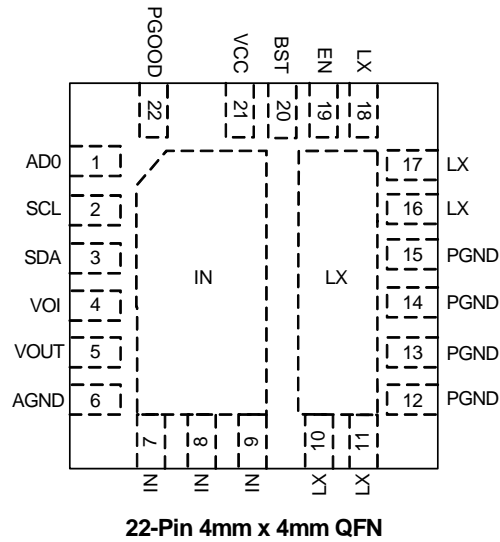 PGOOD VCC BST EN LX
22 21 20 19 18
AD0 1 17 LX
SCL 2 16 LX
SDA 3 15 PGND
IN LX
VOI 4 14 PGND
VOUT 5 13 PGND
AGND 6 12 PGND
7 8 9 10 11
IN IN IN LX LX
22-Pin 4mm x 4mm QFN